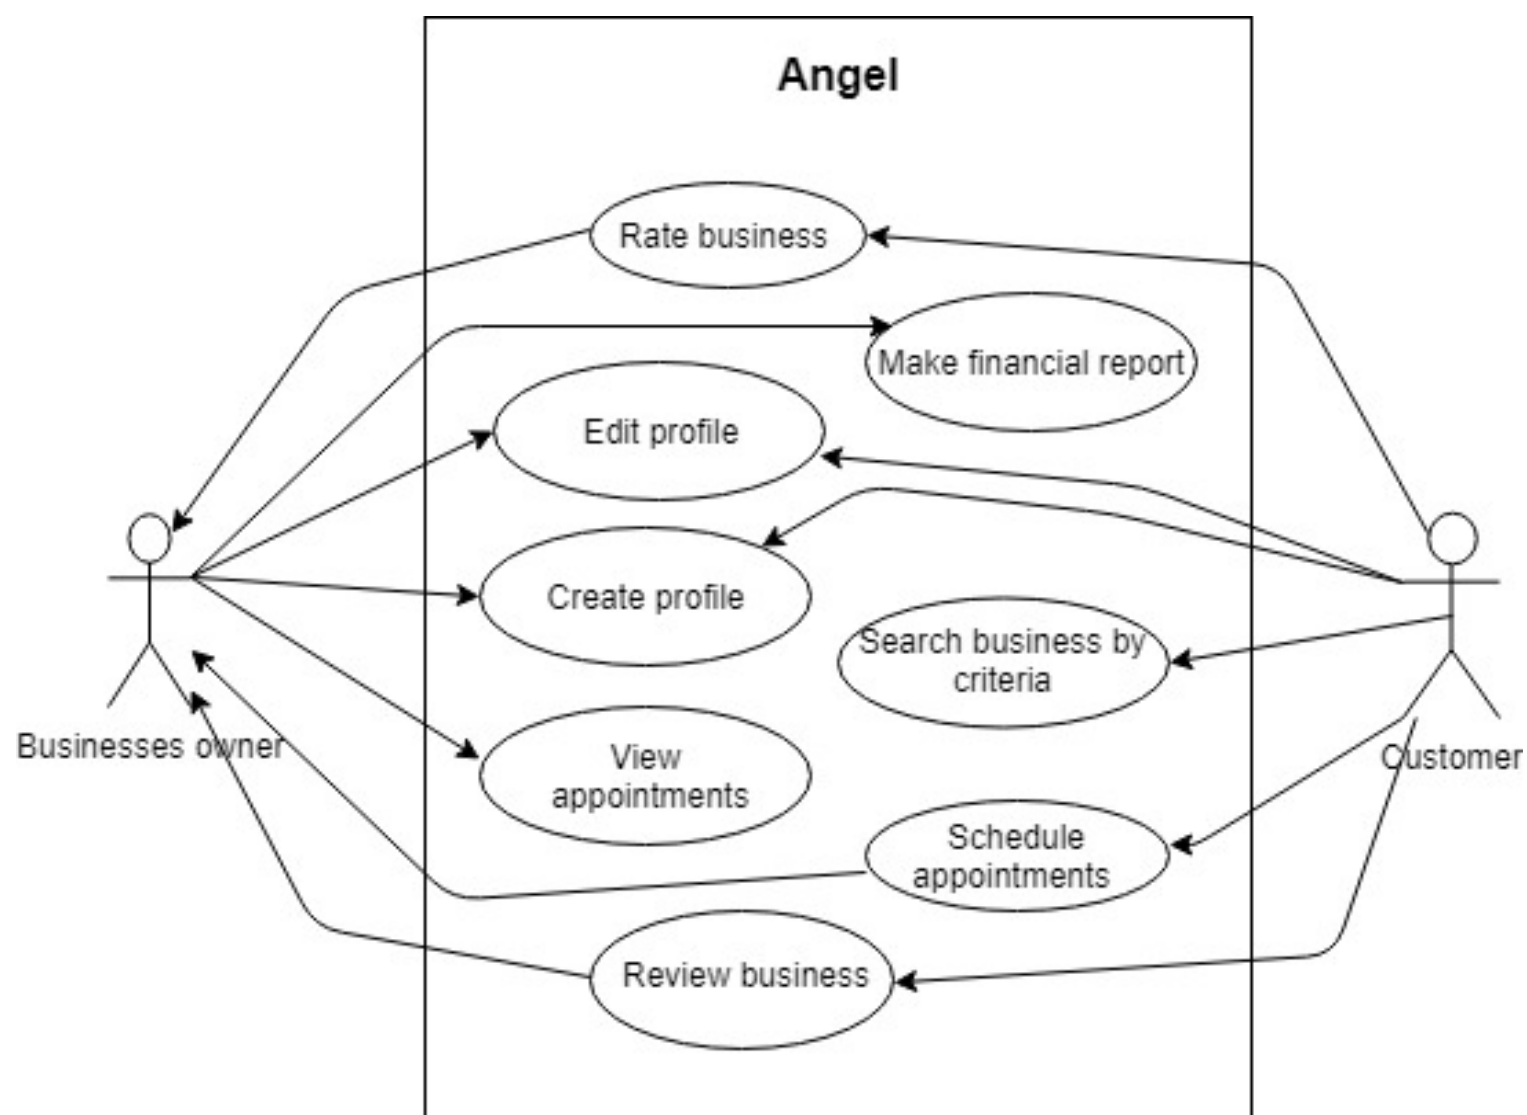 Angel
Rate business
Make financial report
Edit profile
Create profile
Search business by
criteria
Businesses owner
View
appointments
Customer
Schedule
appointments
Review business